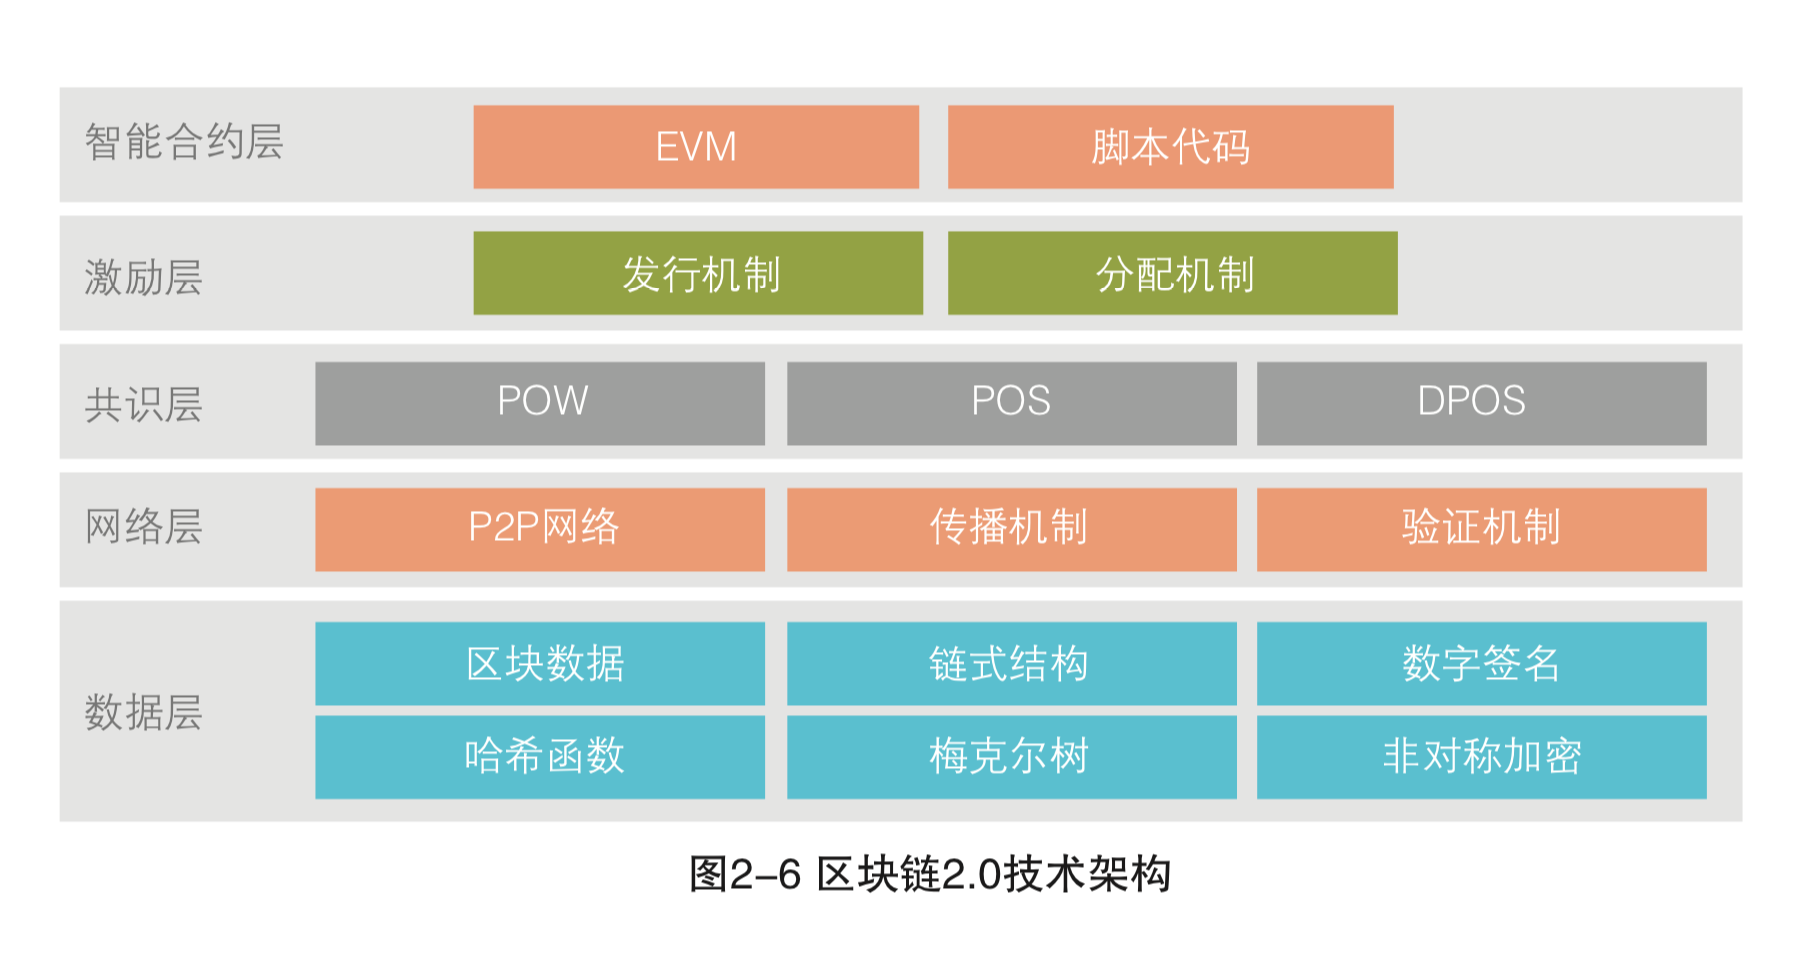 智能合约层 EVM 脚本代码
激励层 发行机制 分配机制
共识层 POW POS DPOS
网络层 P2P网络 传播机制 验证机制
区块数据 链式结构 数字签名
数据层
哈希函数 梅克尔树 非对称加密
图2-6 区块链2.0技术架构